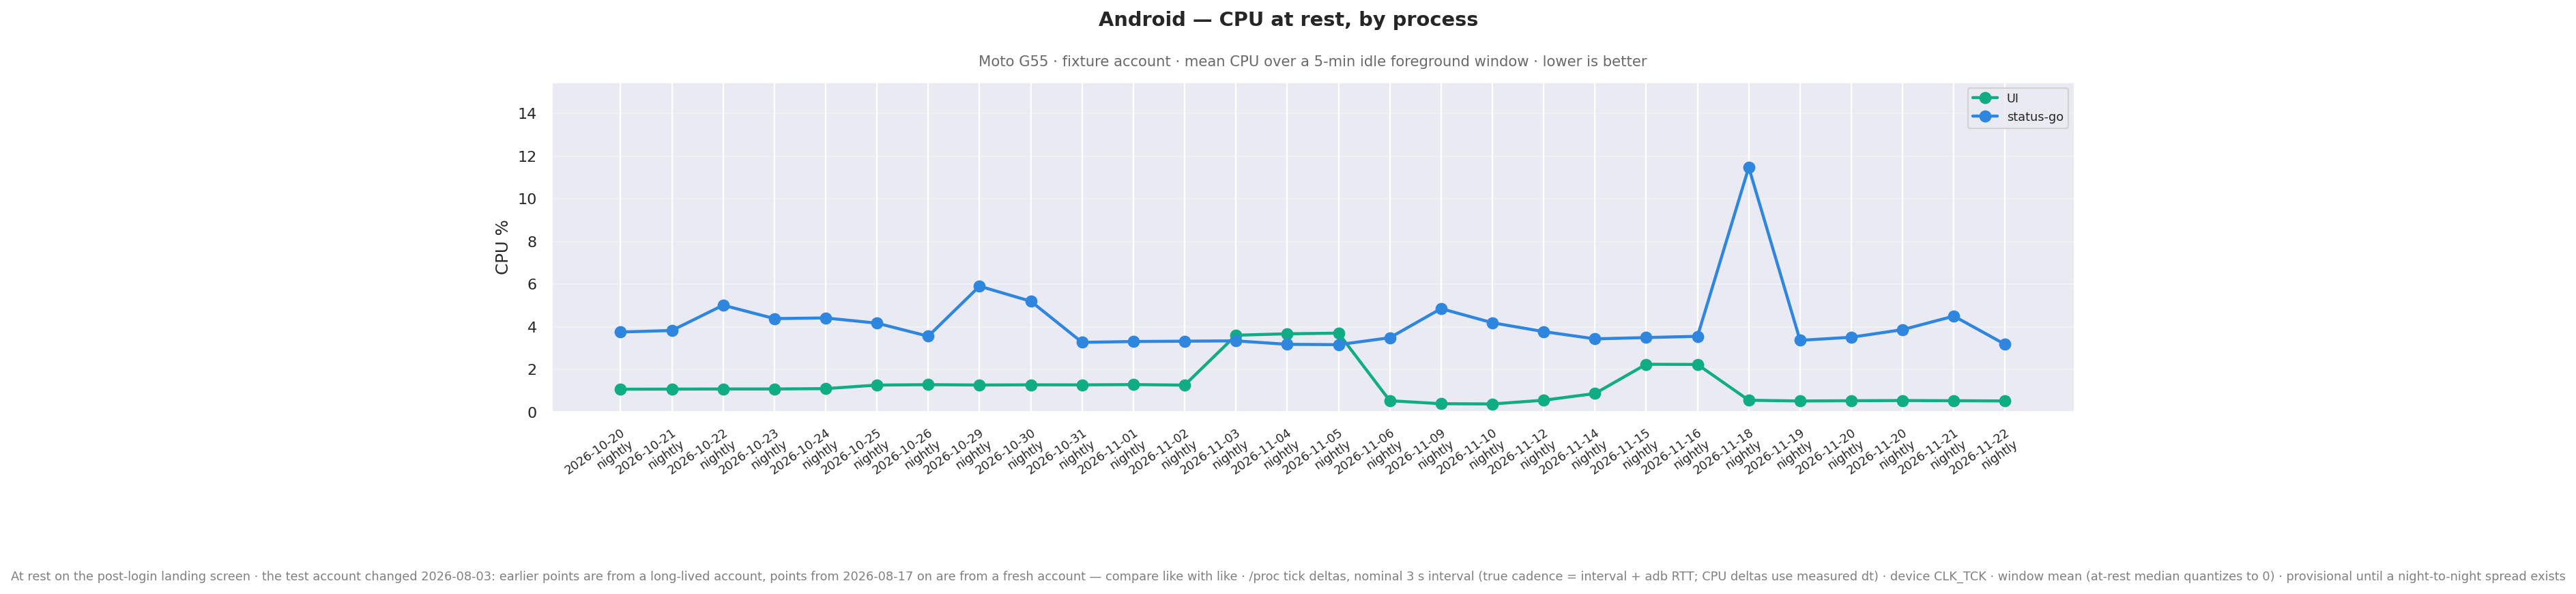 Android — CPU at rest, by process
Moto G55 · fixture account · mean CPU over a 5-min idle foreground window · lower is better
UI
status-go
CPU %
14
12
10
8
6
4
2
0
2026-10-20
nightly
2026-10-21
nightly
2026-10-22
nightly
2026-10-23
nightly
2026-10-24
nightly
2026-10-25
nightly
2026-10-26
nightly
2026-10-29
nightly
2026-10-30
nightly
2026-10-31
nightly
2026-11-01
nightly
2026-11-02
nightly
2026-11-03
nightly
2026-11-04
nightly
2026-11-05
nightly
2026-11-06
nightly
2026-11-09
nightly
2026-11-10
nightly
2026-11-12
nightly
2026-11-14
nightly
2026-11-15
nightly
2026-11-16
nightly
2026-11-18
nightly
2026-11-19
nightly
2026-11-20
nightly
2026-11-20
nightly
2026-11-21
nightly
2026-11-22
nightly
At rest on the post-login landing screen · the test account changed 2026-08-03: earlier points are from a long-lived account, points from 2026-08-17 on are from a fresh account — compare like with like · /proc tick deltas, nominal 3 s interval (true cadence = interval + adb RTT; CPU deltas use measured dt) · device CLK_TCK · window mean (at-rest median quantizes to 0) · provisional until a night-to-night spread exists